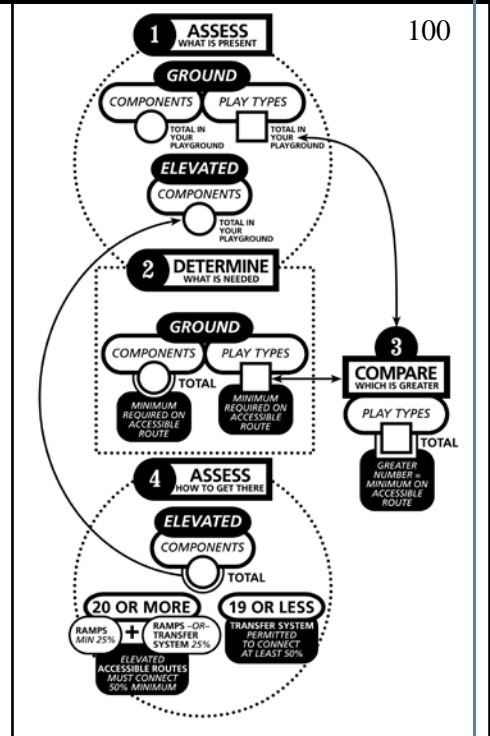 100
1 ASSESS
WHAT IS PRESENT
GROUND
COMPONENTS
PLAY TYPES
TOTAL IN
YOUR
PLAYGROUND
TOTAL IN
YOUR
PLAYGROUND
ELEVATED
COMPONENTS
TOTAL IN
YOUR
PLAYGROUND
2 DETERMINE
WHAT IS NEEDED
GROUND
COMPONENTS
PLAY TYPES
TOTAL
MINIMUM
REQUIRED ON
ACCESSIBLE
ROUTE
MINIMUM
REQUIRED ON
ACCESSIBLE
ROUTE
3
COMPARE
WHICH IS GREATER
PLAY TYPES
TOTAL
GREATER
NUMBER =
MINIMUM ON
ACCESSIBLE
ROUTE
4 ASSESS
HOW TO GET THERE
ELEVATED
COMPONENTS
TOTAL
20 OR MORE
RAMPS
MIN 25%
+
RAMPS –OR–
TRANSFER
SYSTEM 25%
ELEVATED
ACCESSIBLE ROUTES
MUST CONNECT
50% MINIMUM
19 OR LESS
TRANSFER SYSTEM
PERMITTED
TO CONNECT
AT LEAST 50%